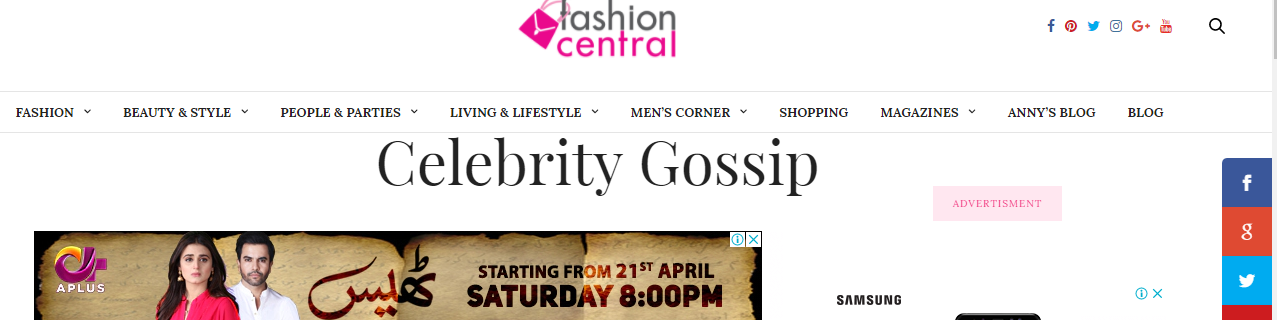 fashion
central
FASHION BEAUTY & STYLE PEOPLE & PARTIES LIVING & LIFESTYLE MEN'S CORNER SHOPPING MAGAZINES ANNY'S BLOG BLOG
Celebrity Gossip
ADVERTISMENT
APLUS
ٹھیس
STARTING FROM 21ST APRIL
SATURDAY 8:00PM
SAMSUNG